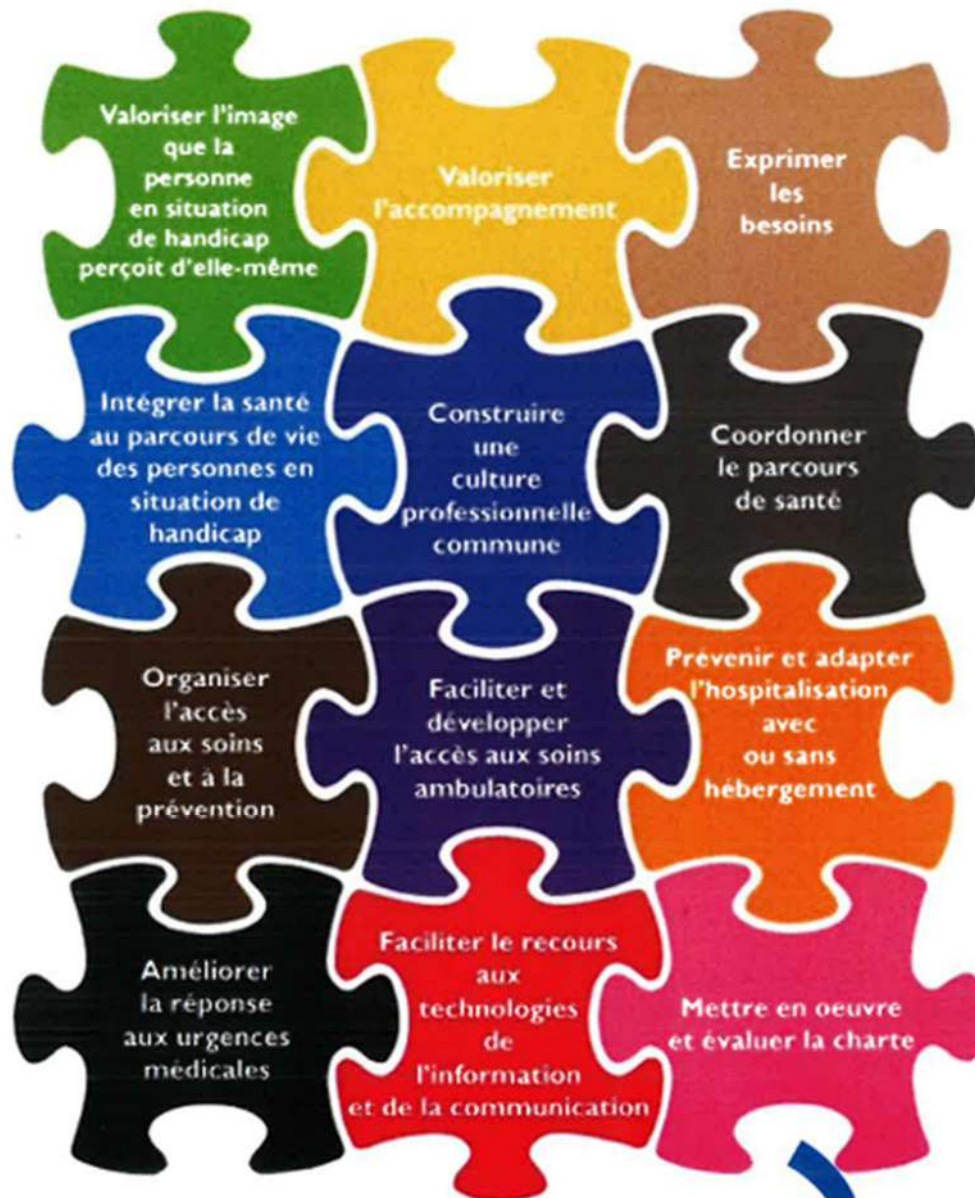 Valoriser l'image
que la
personne
en situation
de handicap
perçoit d'elle-même
Valoriser
l'accompagnement
Exprimer
les
besoins
Intégrer la santé
au parcours de vie
des personnes en
situation de
handicap
Construire
une
culture
professionnelle
commune
Coordonner
le parcours
de santé
Organiser
l'accès
aux soins
et à la
prévention
Faciliter et
développer
l'accès aux soins
ambulatoires
Prévenir et adapter
l'hospitalisation
avec
ou sans
hébergement
Améliorer
la réponse
aux urgences
médicales
Faciliter le recours
aux
technologies
de
l'information
et de la communication
Mettre en oeuvre
et évaluer la charte